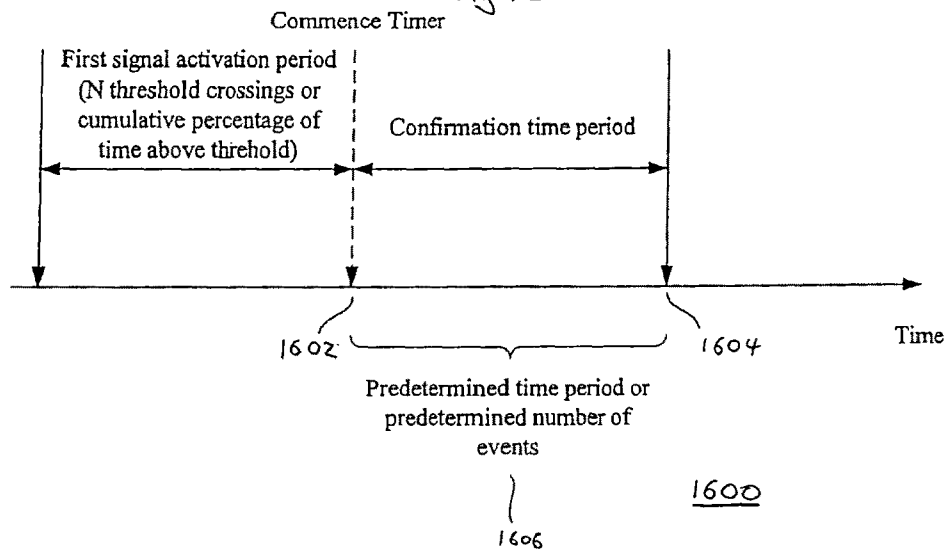 Commence Timer
First signal activation period
(N threshold crossings or
cumulative percentage of
time above threhold)
Confirmation time period
1602
1604
Time
Predetermined time period or
predetermined number of
events
1600
1606